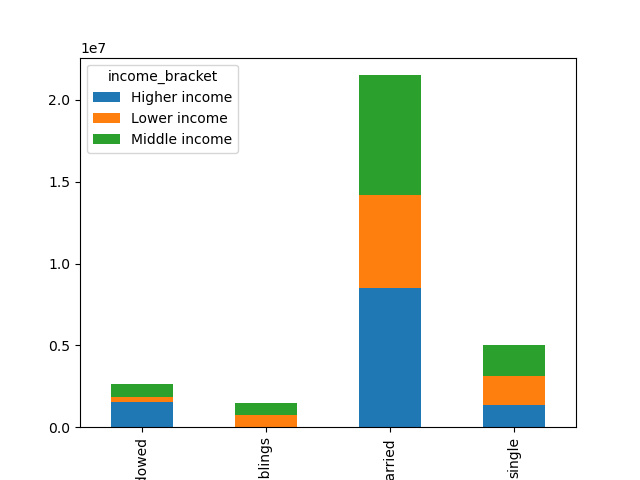 1e7
income_bracket
Higher income
Lower income
Middle income
2.0
1.5
1.0
0.5
0.0
dowed
blings
arried
single